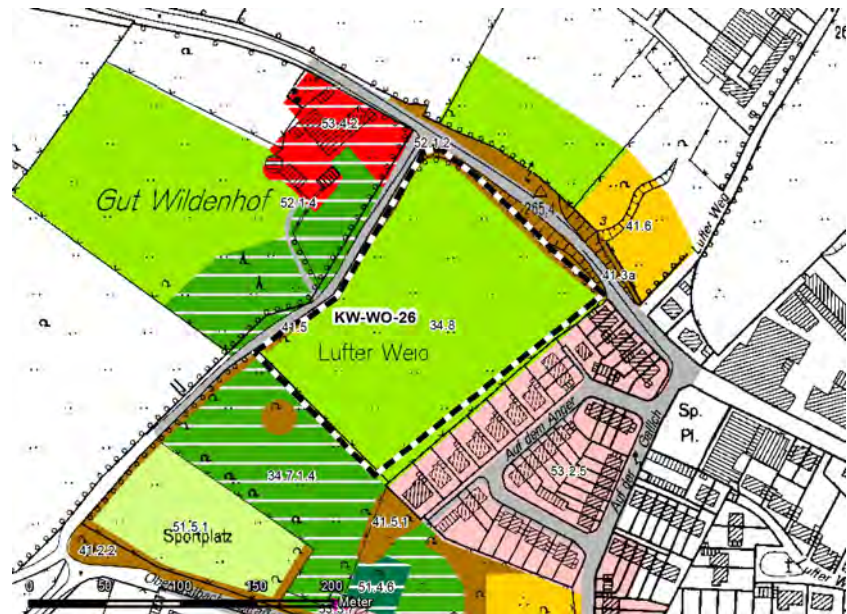 26
53.4.2
52.1.2
Gut Wildenhof
52.1.4
265,4
3
41.6
Lufter Weg
41.3a
KW-WO-26
41.5
34.8
Lufter Weg
Auf dem Anger
Sp.
Pl.
53.2.5
Auf der
Gallich
34.7.1.4
51.5.1
Sportplatz
41.5.1
41.2.2
51.4.6
Lufter W
0 50 100 150 200
Meter